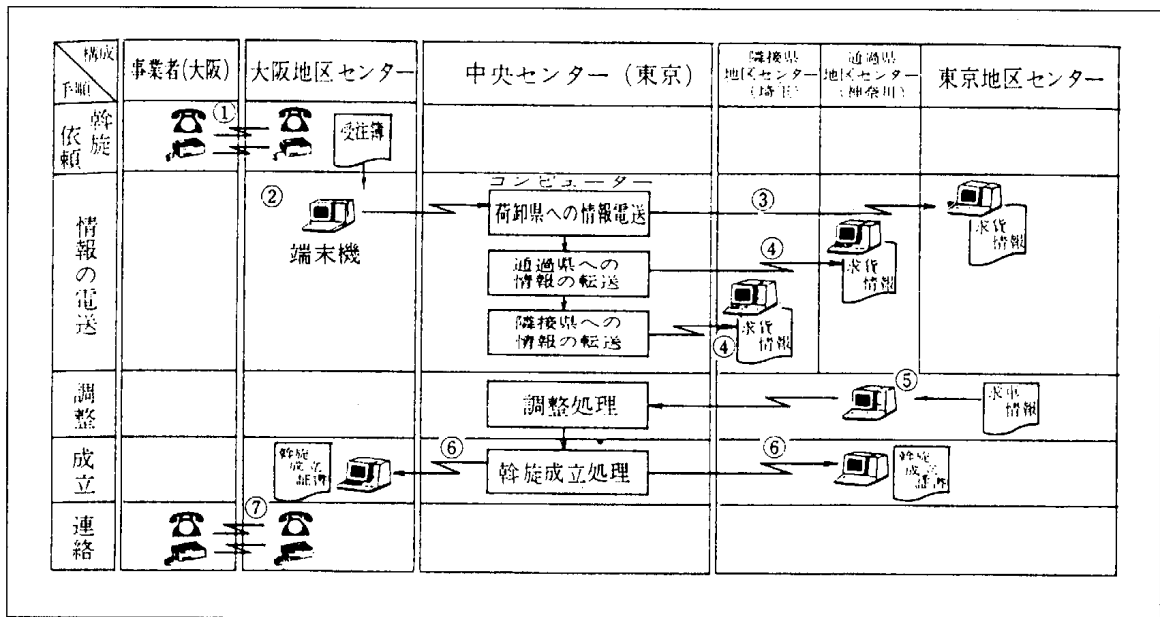 構成
手順
事業者(大阪)
大阪地区センター
中央センター (東京)
隣接県
地区センター
(埼玉)
通過県
地区センター
(神奈川)
東京地区センター
斡旋
依頼
①
受注簿
情報の電送
②
端末機
コンピューター
荷卸県への情報電送
③
求貨
情報
通過県への
情報の転送
④
求貨
情報
隣接県への
情報の転送
④
求貨
情報
調整
調整処理
⑤
求車
情報
成立
斡旋
成立
証簿
⑥
斡旋成立処理
⑥
斡旋
成立
証簿
連絡
⑦